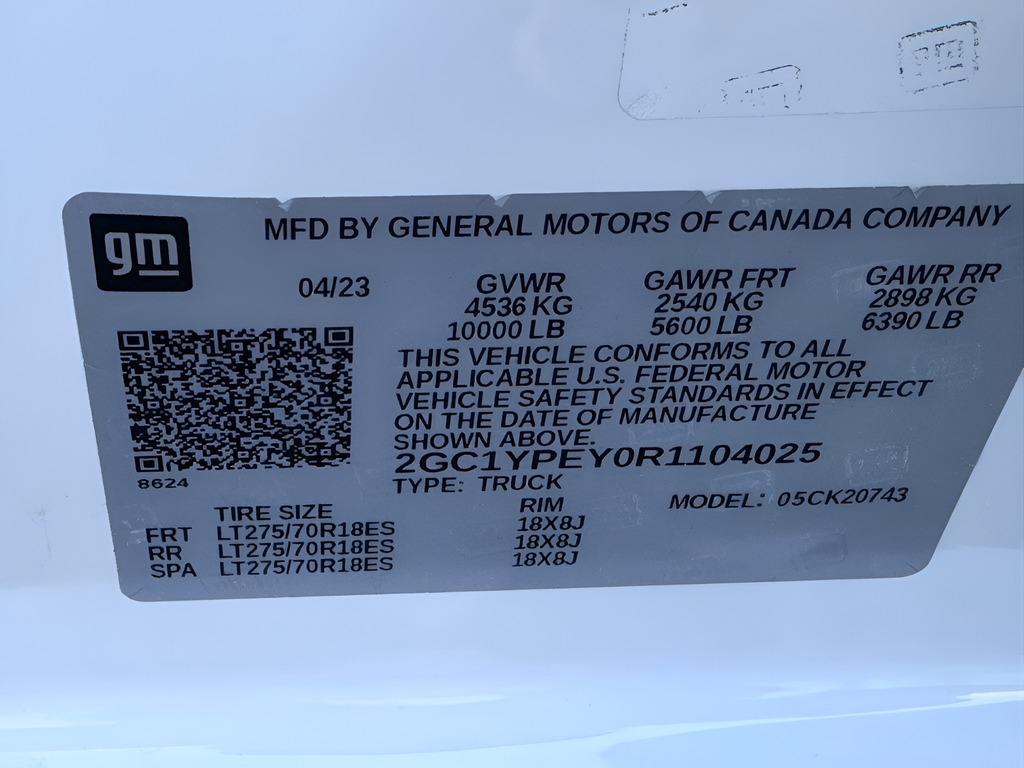 gm
MFD BY GENERAL MOTORS OF CANADA COMPANY
04/23 GVWR GAWR FRT GAWR RR
4536 KG 2540 KG 2898 KG
10000 LB 5600 LB 6390 LB
THIS VEHICLE CONFORMS TO ALL
APPLICABLE U.S. FEDERAL MOTOR
VEHICLE SAFETY STANDARDS IN EFFECT
ON THE DATE OF MANUFACTURE
SHOWN ABOVE.
2GC1YPEY0R1104025
8624
TYPE: TRUCK MODEL: 05CK20743
TIRE SIZE RIM
FRT LT275/70R18ES 18X8J
RR LT275/70R18ES 18X8J
SPA LT275/70R18ES 18X8J